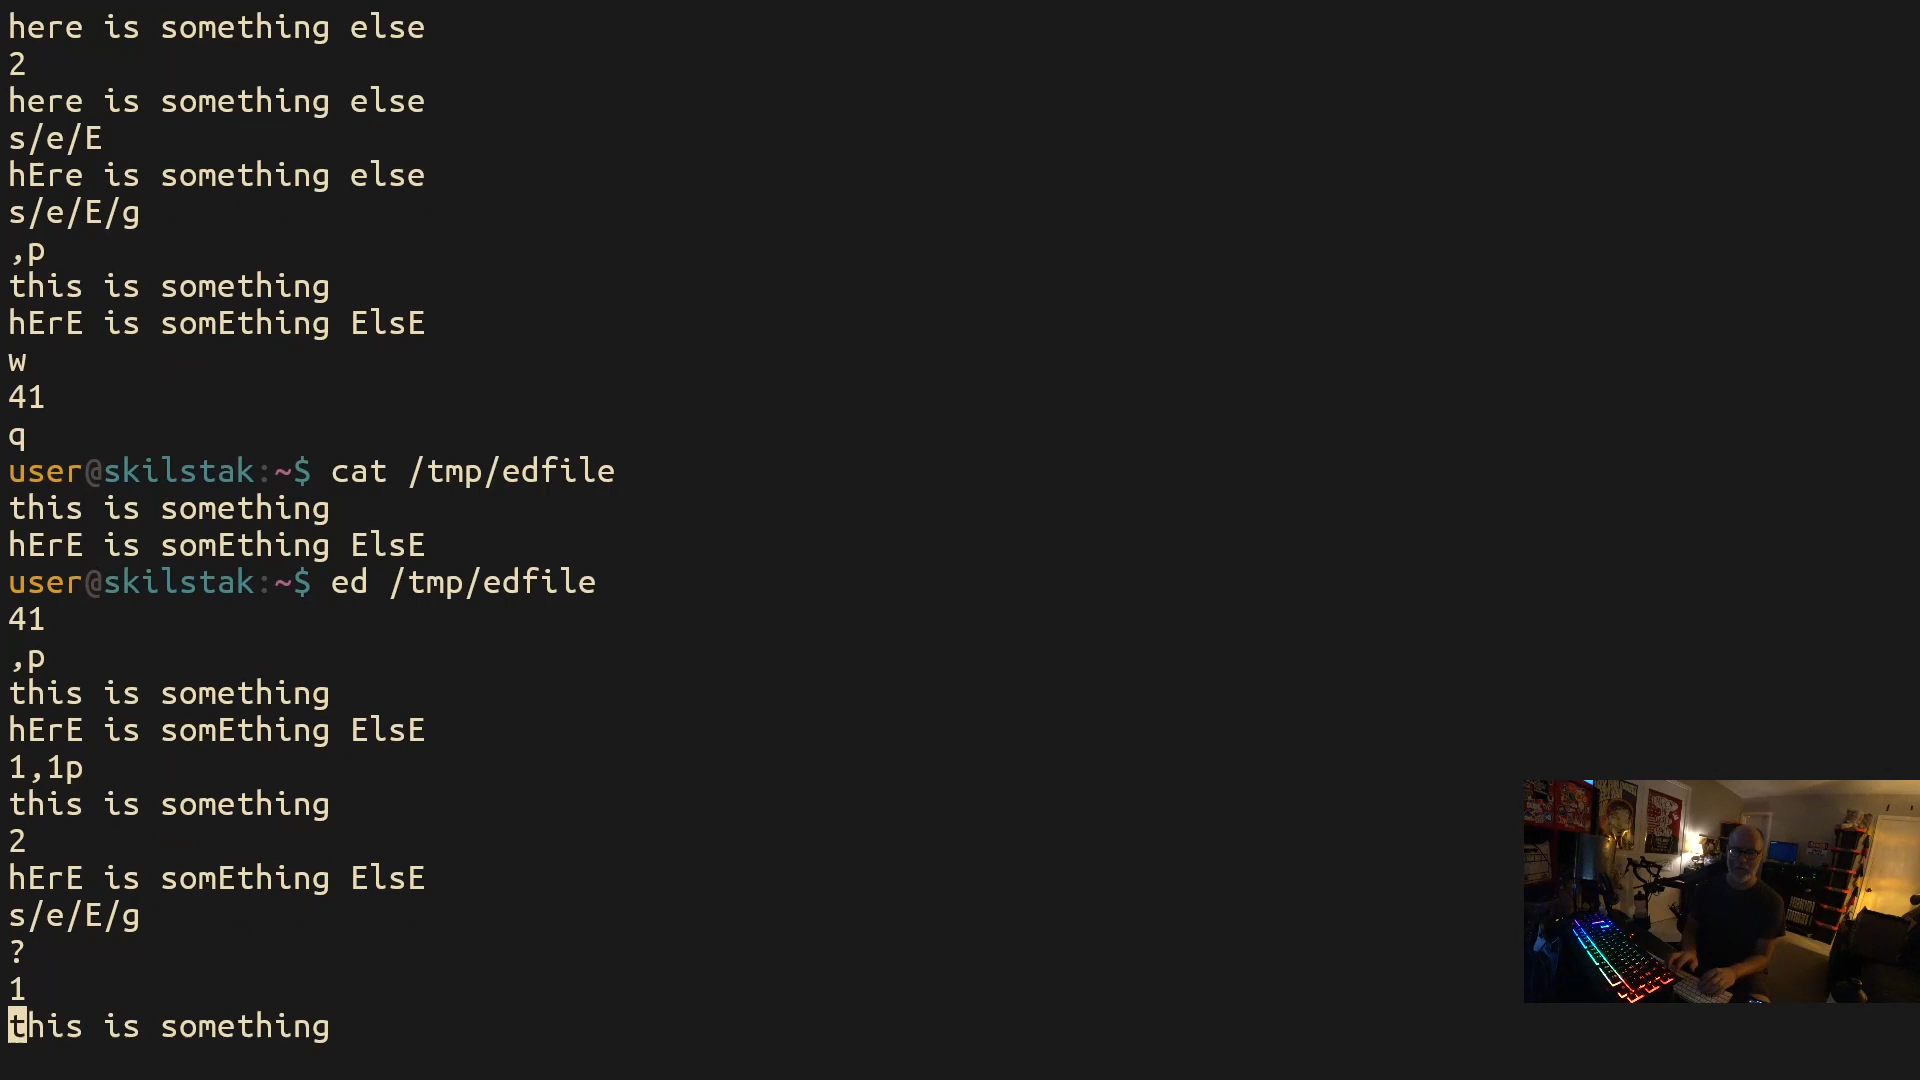 here is something else
2
here is something else
s/e/E
hEre is something else
s/e/E/g
,p
this is something
hErE is somEthing ElsE
w
41
q
user@skilstak:~$ cat /tmp/edfile
this is something
hErE is somEthing ElsE
user@skilstak:~$ ed /tmp/edfile
41
,p
this is something
hErE is somEthing ElsE
1,1p
this is something
2
hErE is somEthing ElsE
s/e/E/g
?
1
this is something